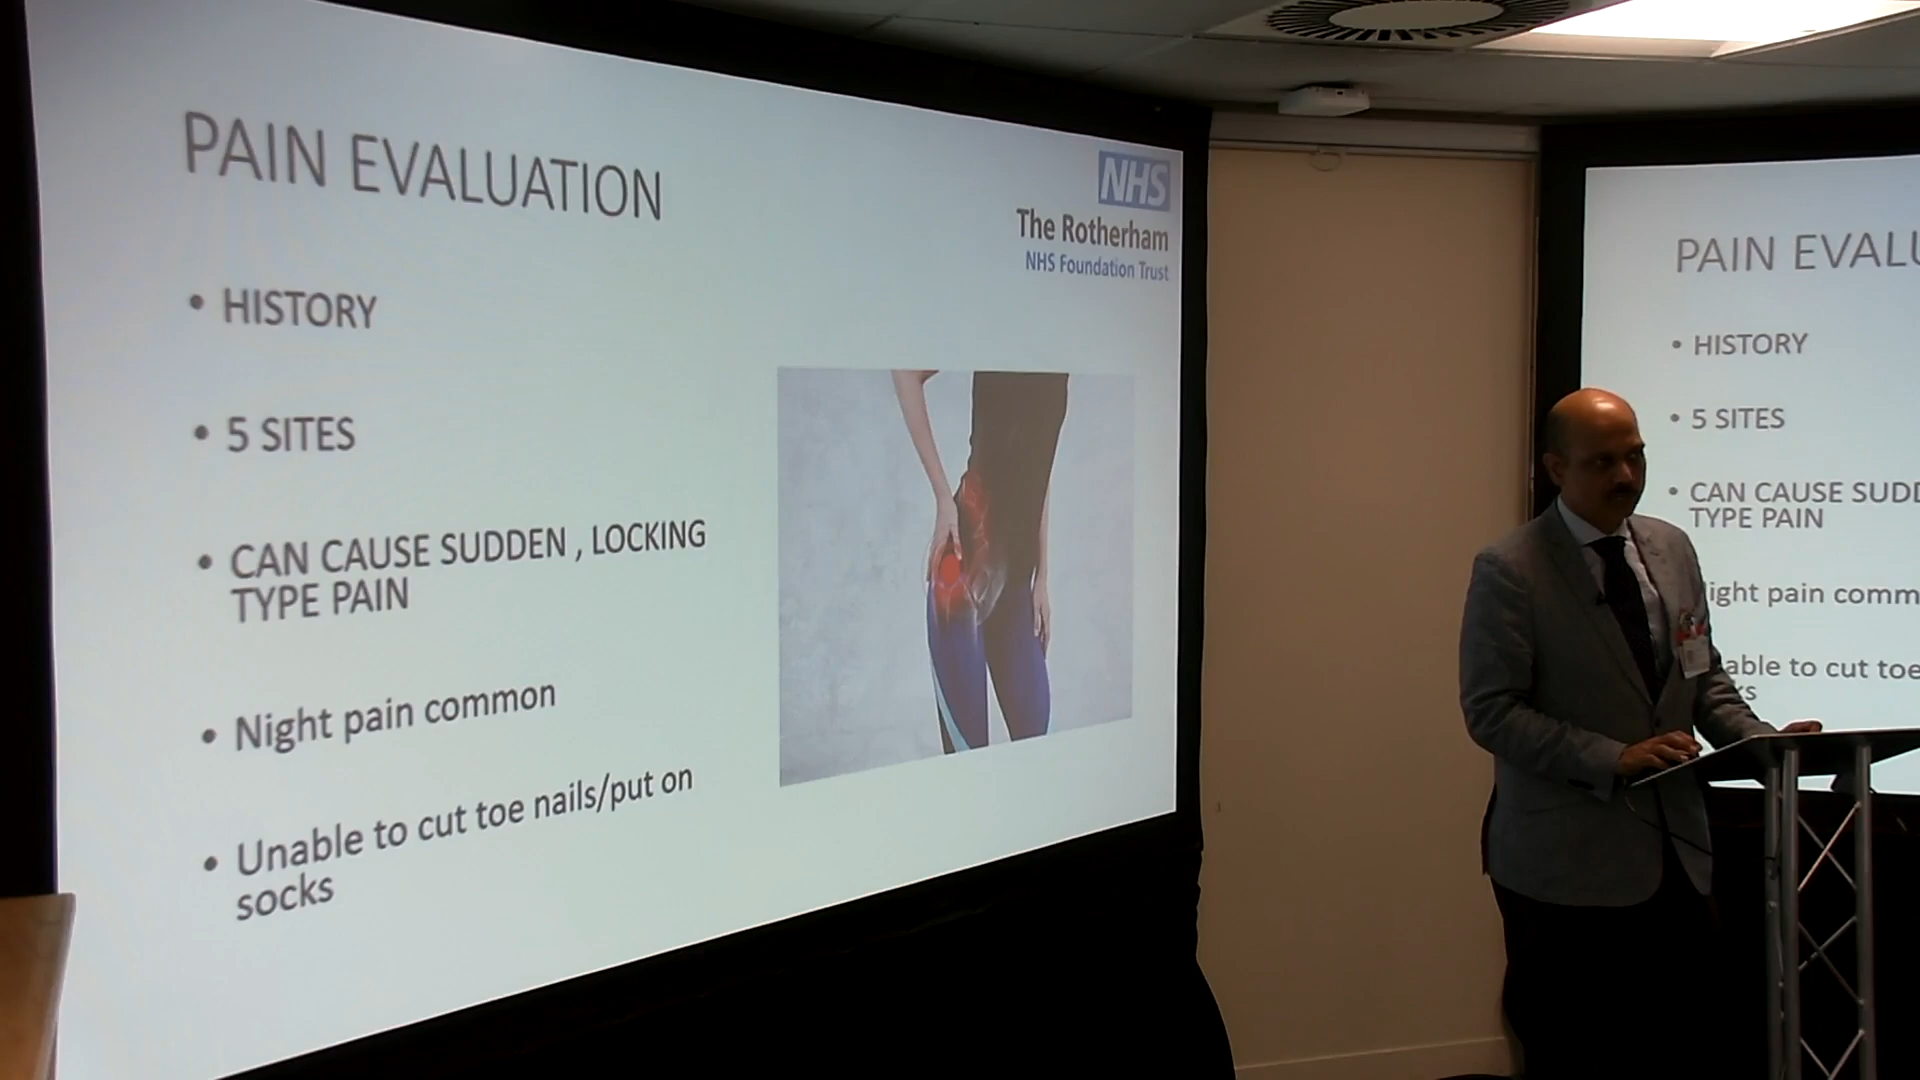 PAIN EVALUATION
NHS
The Rotherham
NHS Foundation Trust
• HISTORY
• 5 SITES
• CAN CAUSE SUDDEN , LOCKING
TYPE PAIN
• Night pain common
• Unable to cut toe nails/put on
socks
PAIN EVALU
• HISTORY
• 5 SITES
• CAN CAUSE SUDD
TYPE PAIN
ight pain comm
able to cut toe
ks